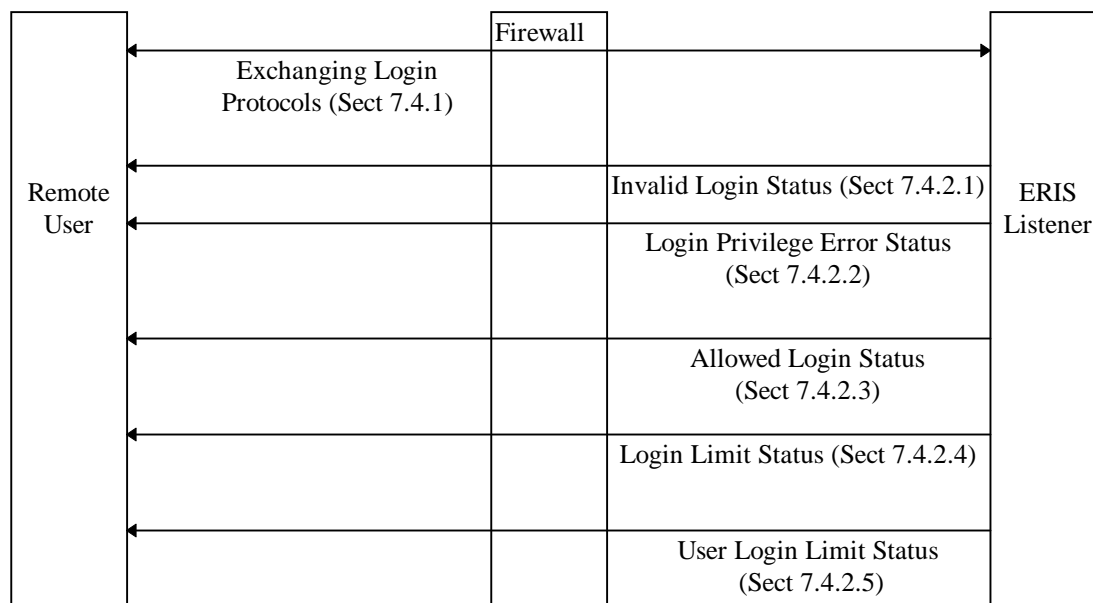 Firewall
Exchanging Login
Protocols (Sect 7.4.1)
Remote
User
Invalid Login Status (Sect 7.4.2.1)
ERIS
Listener
Login Privilege Error Status
(Sect 7.4.2.2)
Allowed Login Status
(Sect 7.4.2.3)
Login Limit Status (Sect 7.4.2.4)
User Login Limit Status
(Sect 7.4.2.5)